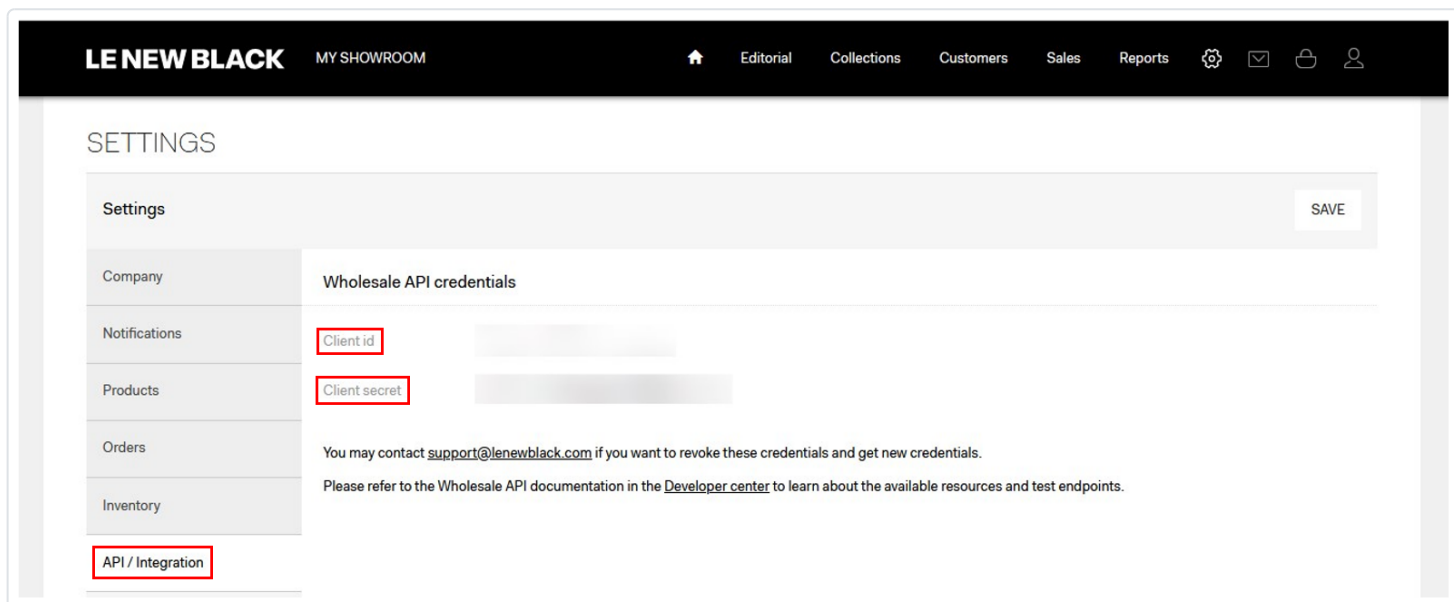 LE NEW BLACK MY SHOWROOM Editorial Collections Customers Sales Reports
SETTINGS
Settings SAVE
Company
Wholesale API credentials
Notifications
Client id
Products
Client secret
Orders
You may contact support@lenewblack.com if you want to revoke these credentials and get new credentials.
Please refer to the Wholesale API documentation in the Developer center to learn about the available resources and test endpoints.
Inventory
API / Integration